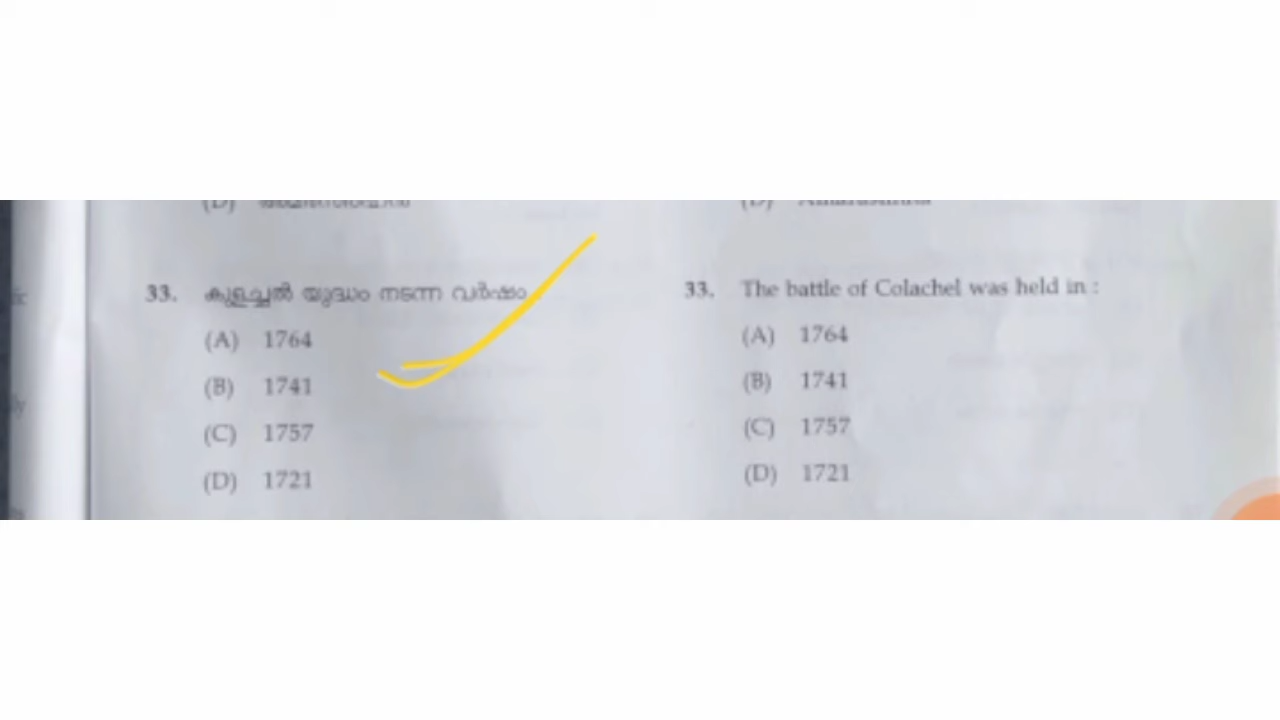 (D)
33. കുളച്ചൽ യുദ്ധം നടന്ന വർഷം
(A) 1764
(B) 1741
(C) 1757
(D) 1721
(D)
33. The battle of Colachel was held in :
(A) 1764
(B) 1741
(C) 1757
(D) 1721